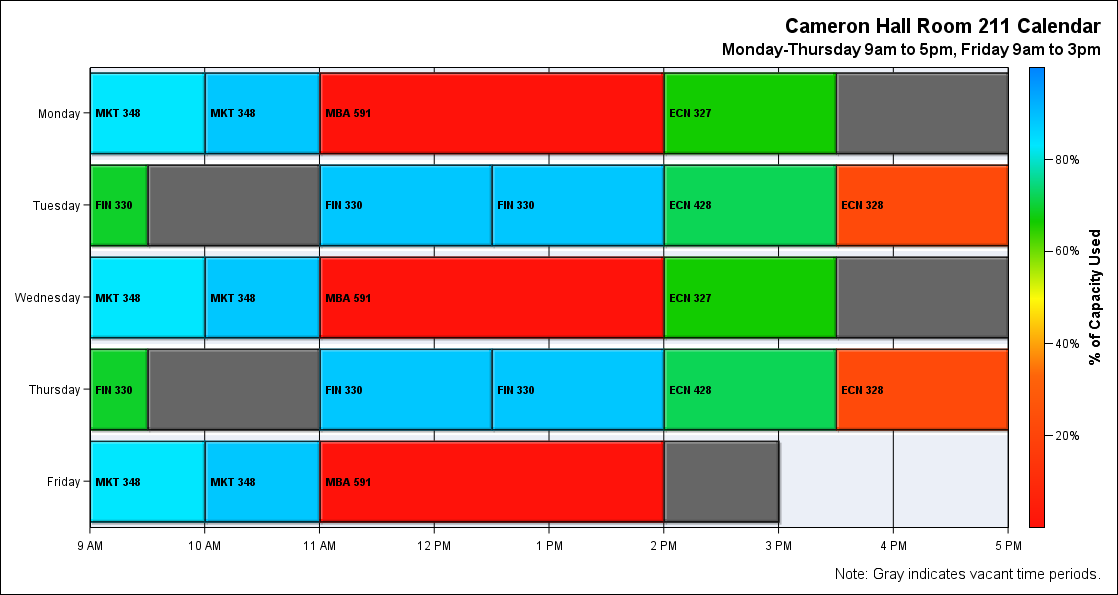 Cameron Hall Room 211 Calendar
Monday-Thursday 9am to 5pm, Friday 9am to 3pm
Monday
MKT 348
MKT 348
MBA 591
ECN 327
Tuesday
FIN 330
FIN 330
FIN 330
ECN 428
ECN 328
Wednesday
MKT 348
MKT 348
MBA 591
ECN 327
Thursday
FIN 330
FIN 330
FIN 330
ECN 428
ECN 328
Friday
MKT 348
MKT 348
MBA 591
9 AM
10 AM
11 AM
12 PM
1 PM
2 PM
3 PM
4 PM
5 PM
80%
60%
40%
20%
% of Capacity Used
Note: Gray indicates vacant time periods.